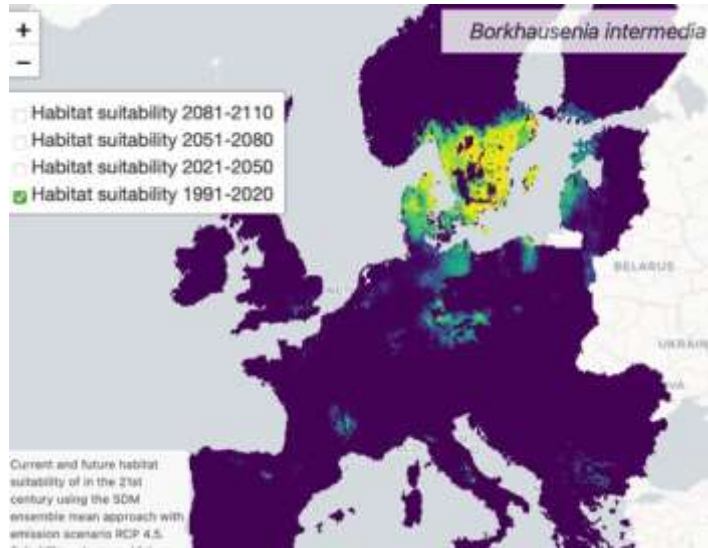 +
−
Borkhausenia intermedia
Habitat suitability 2081-2110
Habitat suitability 2051-2080
Habitat suitability 2021-2050
Habitat suitability 1991-2020
BELARUS
UKRAIN
Current and future habitat
suitability of in the 21st
century using the SDM
ensemble mean approach with
emission scenario RCP 4.5.